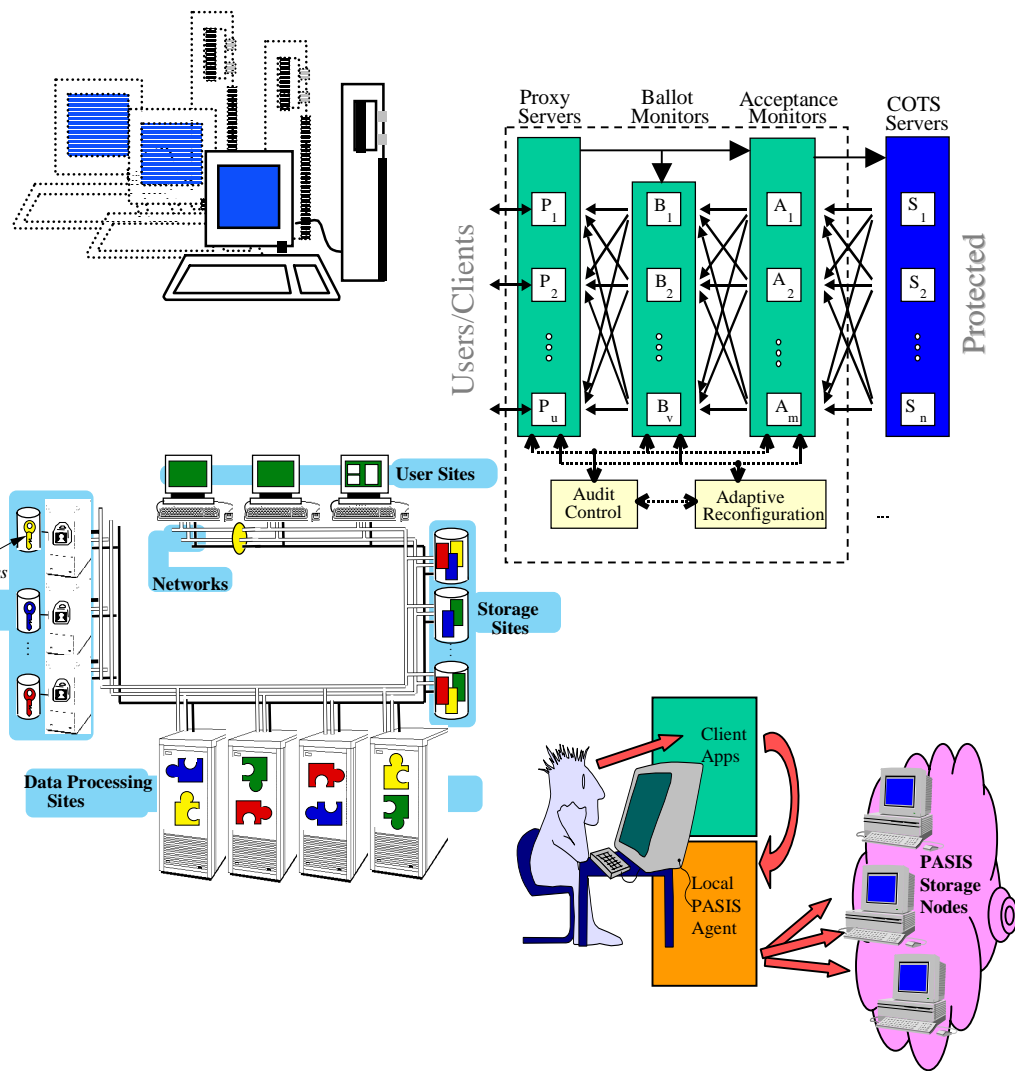 Proxy
Servers
Ballot
Monitors
Acceptance
Monitors
COTS
Servers
Users/Clients
P1
B1
A1
S1
P2
B2
A2
S2
Pu
Bv
Am
Sn
Protected
Audit
Control
Adaptive
Reconfiguration
...
User Sites
Networks
s
Storage
Sites
Data Processing
Sites
Client
Apps
Local
PASIS
Agent
PASIS
Storage
Nodes